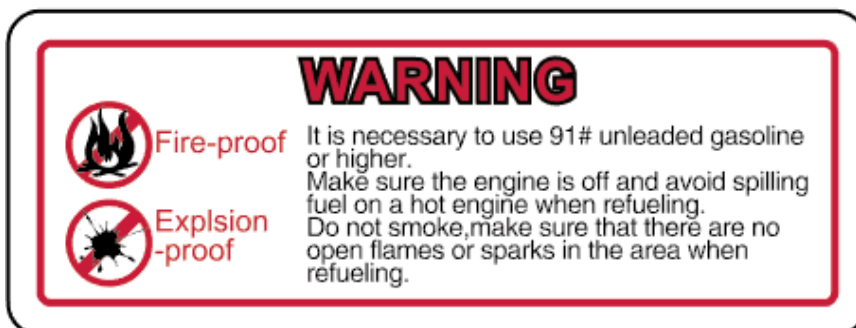 WARNING
Fire-proof
Explsion
-proof
It is necessary to use 91# unleaded gasoline
or higher.
Make sure the engine is off and avoid spilling
fuel on a hot engine when refueling.
Do not smoke,make sure that there are no
open flames or sparks in the area when
refueling.